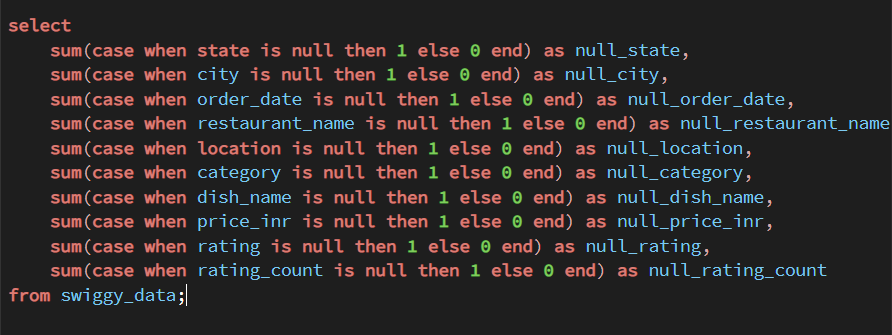 select
sum(case when state is null then 1 else 0 end) as null_state,
sum(case when city is null then 1 else 0 end) as null_city,
sum(case when order_date is null then 1 else 0 end) as null_order_date,
sum(case when restaurant_name is null then 1 else 0 end) as null_restaurant_name
sum(case when location is null then 1 else 0 end) as null_location,
sum(case when category is null then 1 else 0 end) as null_category,
sum(case when dish_name is null then 1 else 0 end) as null_dish_name,
sum(case when price_inr is null then 1 else 0 end) as null_price_inr,
sum(case when rating is null then 1 else 0 end) as null_rating,
sum(case when rating_count is null then 1 else 0 end) as null_rating_count
from swiggy_data;